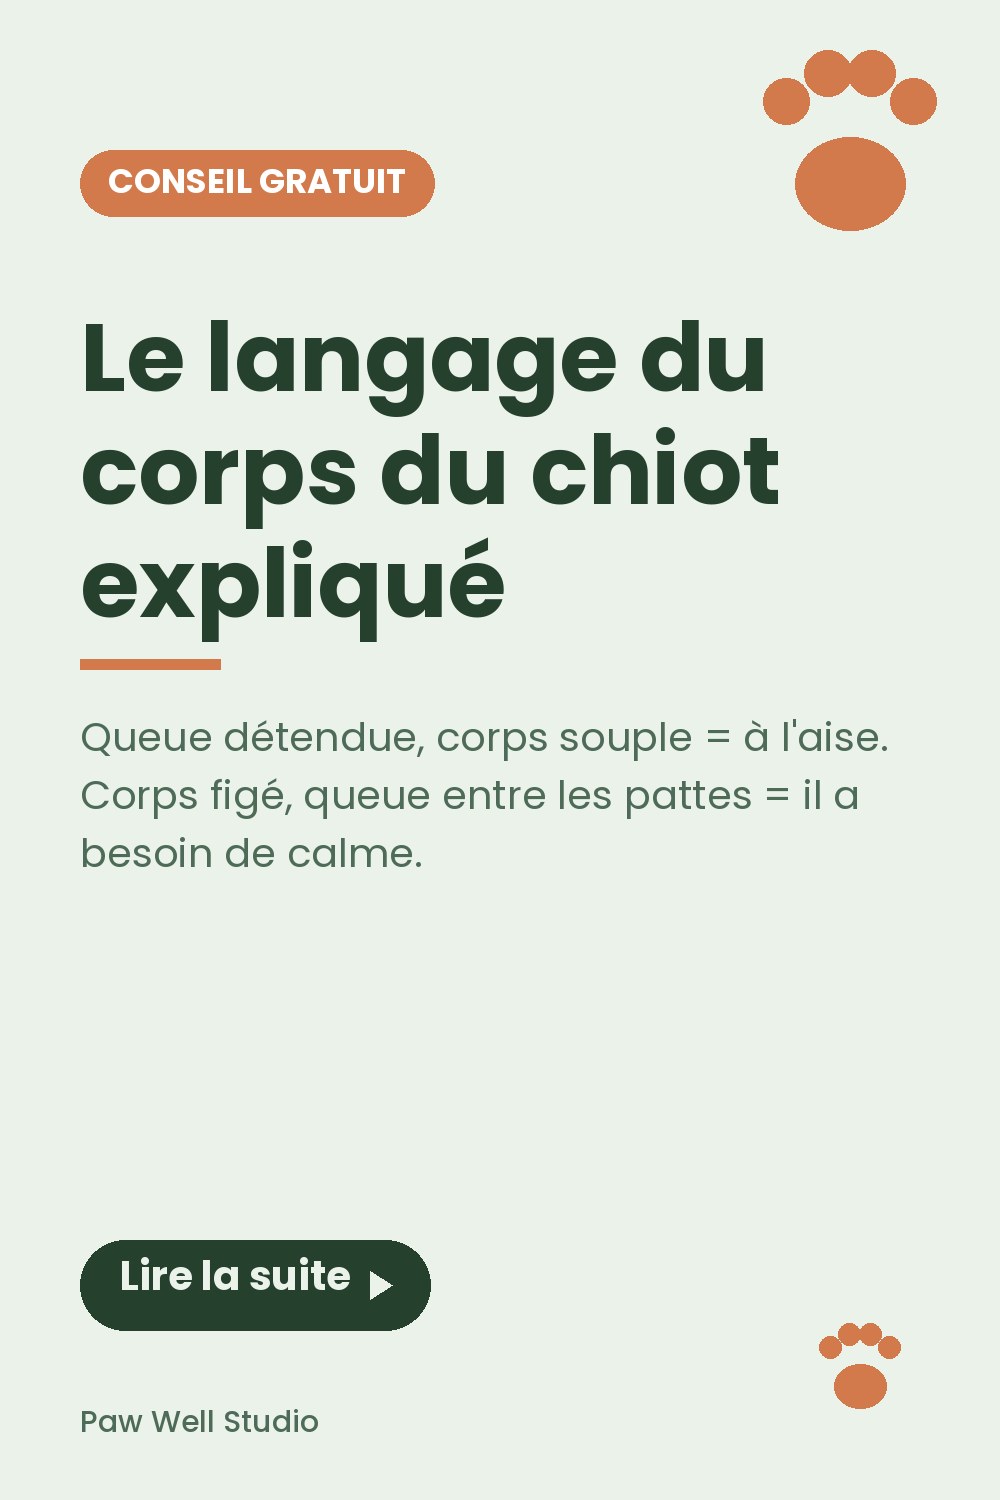 CONSEIL GRATUIT
Le langage du
corps du chiot
expliqué
Queue détendue, corps souple = à l'aise.
Corps figé, queue entre les pattes = il a
besoin de calme.
Lire la suite
Paw Well Studio